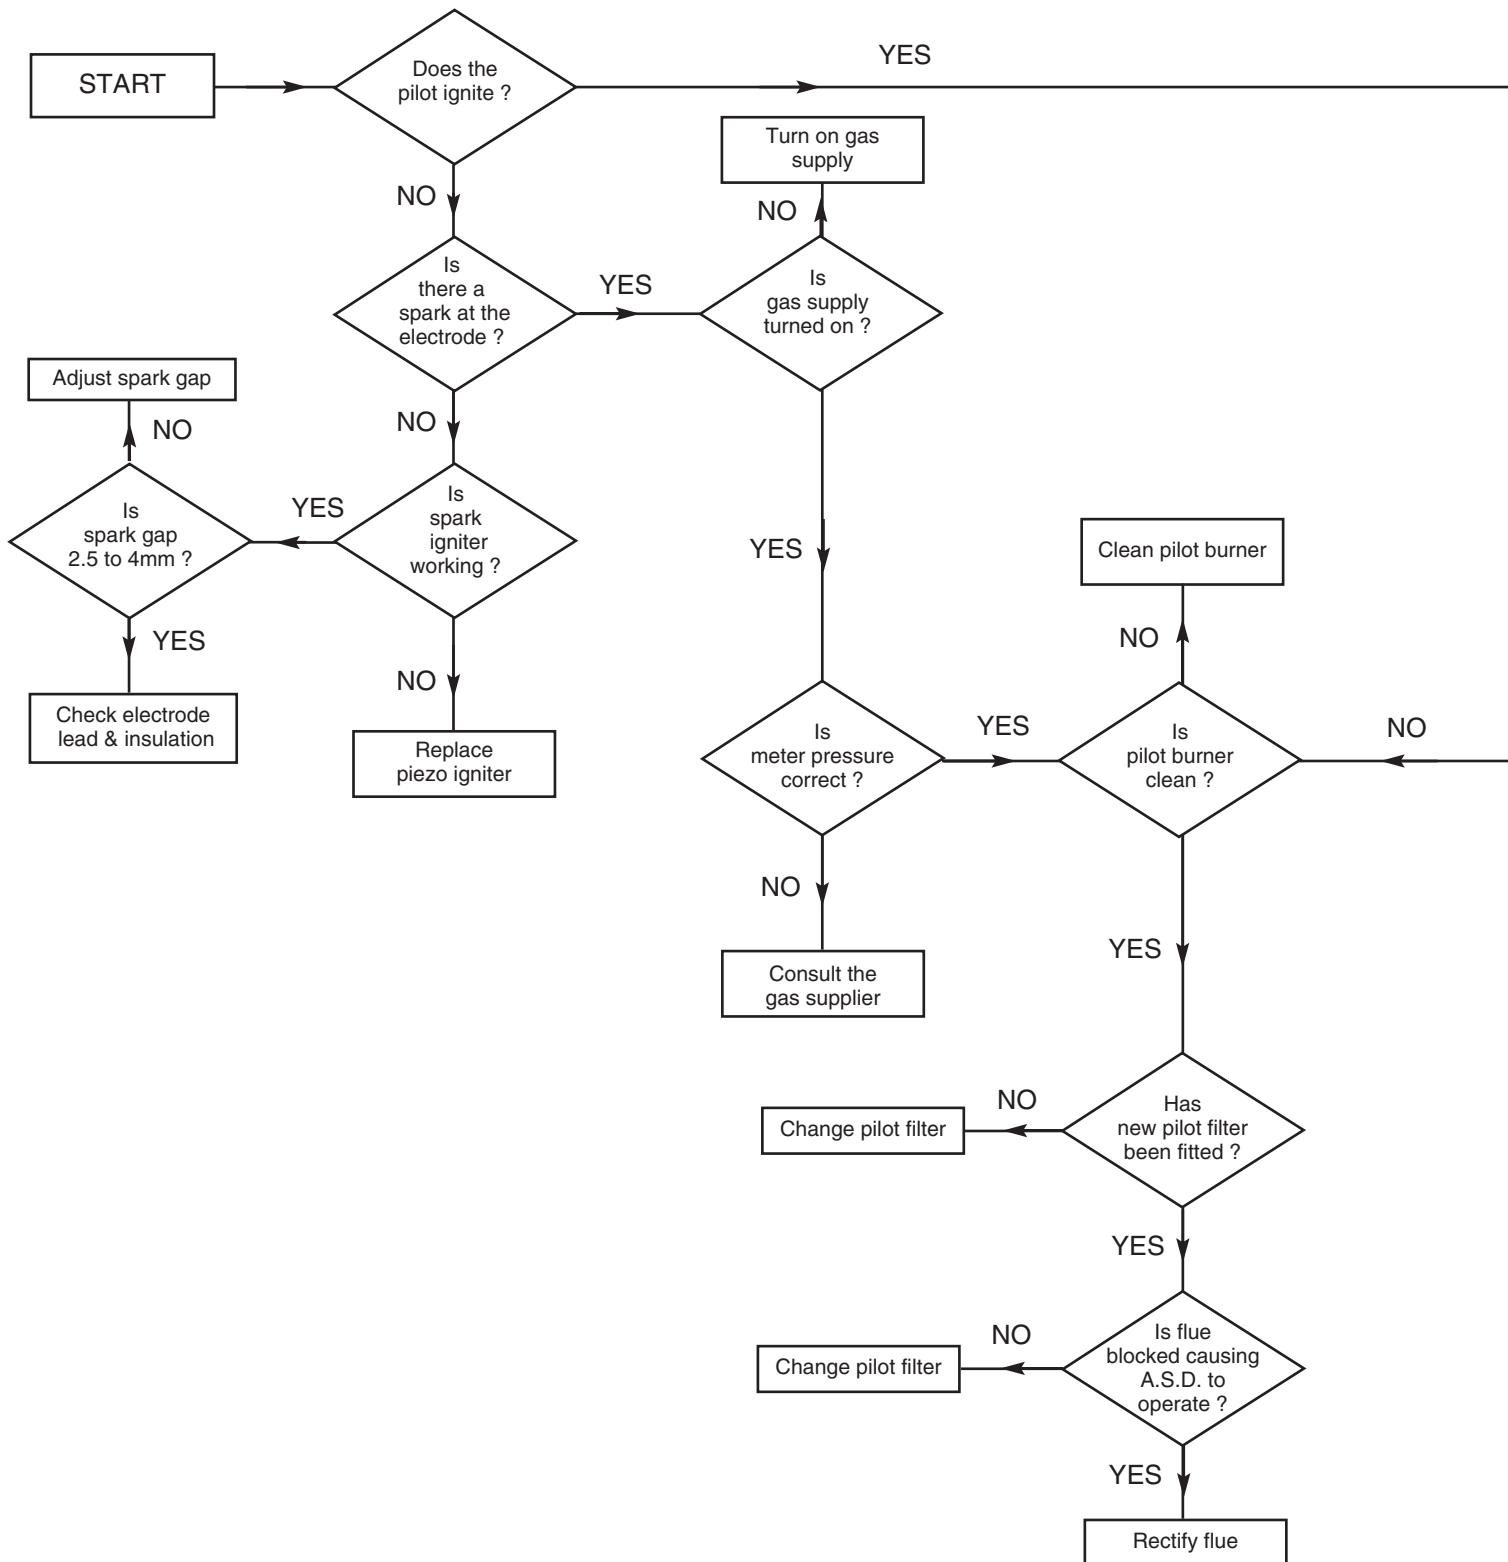 START
Does the
pilot ignite ?
YES
NO
Turn on gas
supply
NO
Is
there a
spark at the
electrode ?
YES
Is
gas supply
turned on ?
Adjust spark gap
NO
NO
Is
spark gap
2.5 to 4mm ?
YES
Is
spark
igniter
working ?
YES
Check electrode
lead & insulation
NO
Replace
piezo igniter
YES
Clean pilot burner
NO
Is
meter pressure
correct ?
YES
Is
pilot burner
clean ?
NO
NO
Consult the
gas supplier
YES
Change pilot filter
NO
Has
new pilot filter
been fitted ?
YES
Change pilot filter
NO
Is flue
blocked causing
A.S.D. to
operate ?
YES
Rectify flue